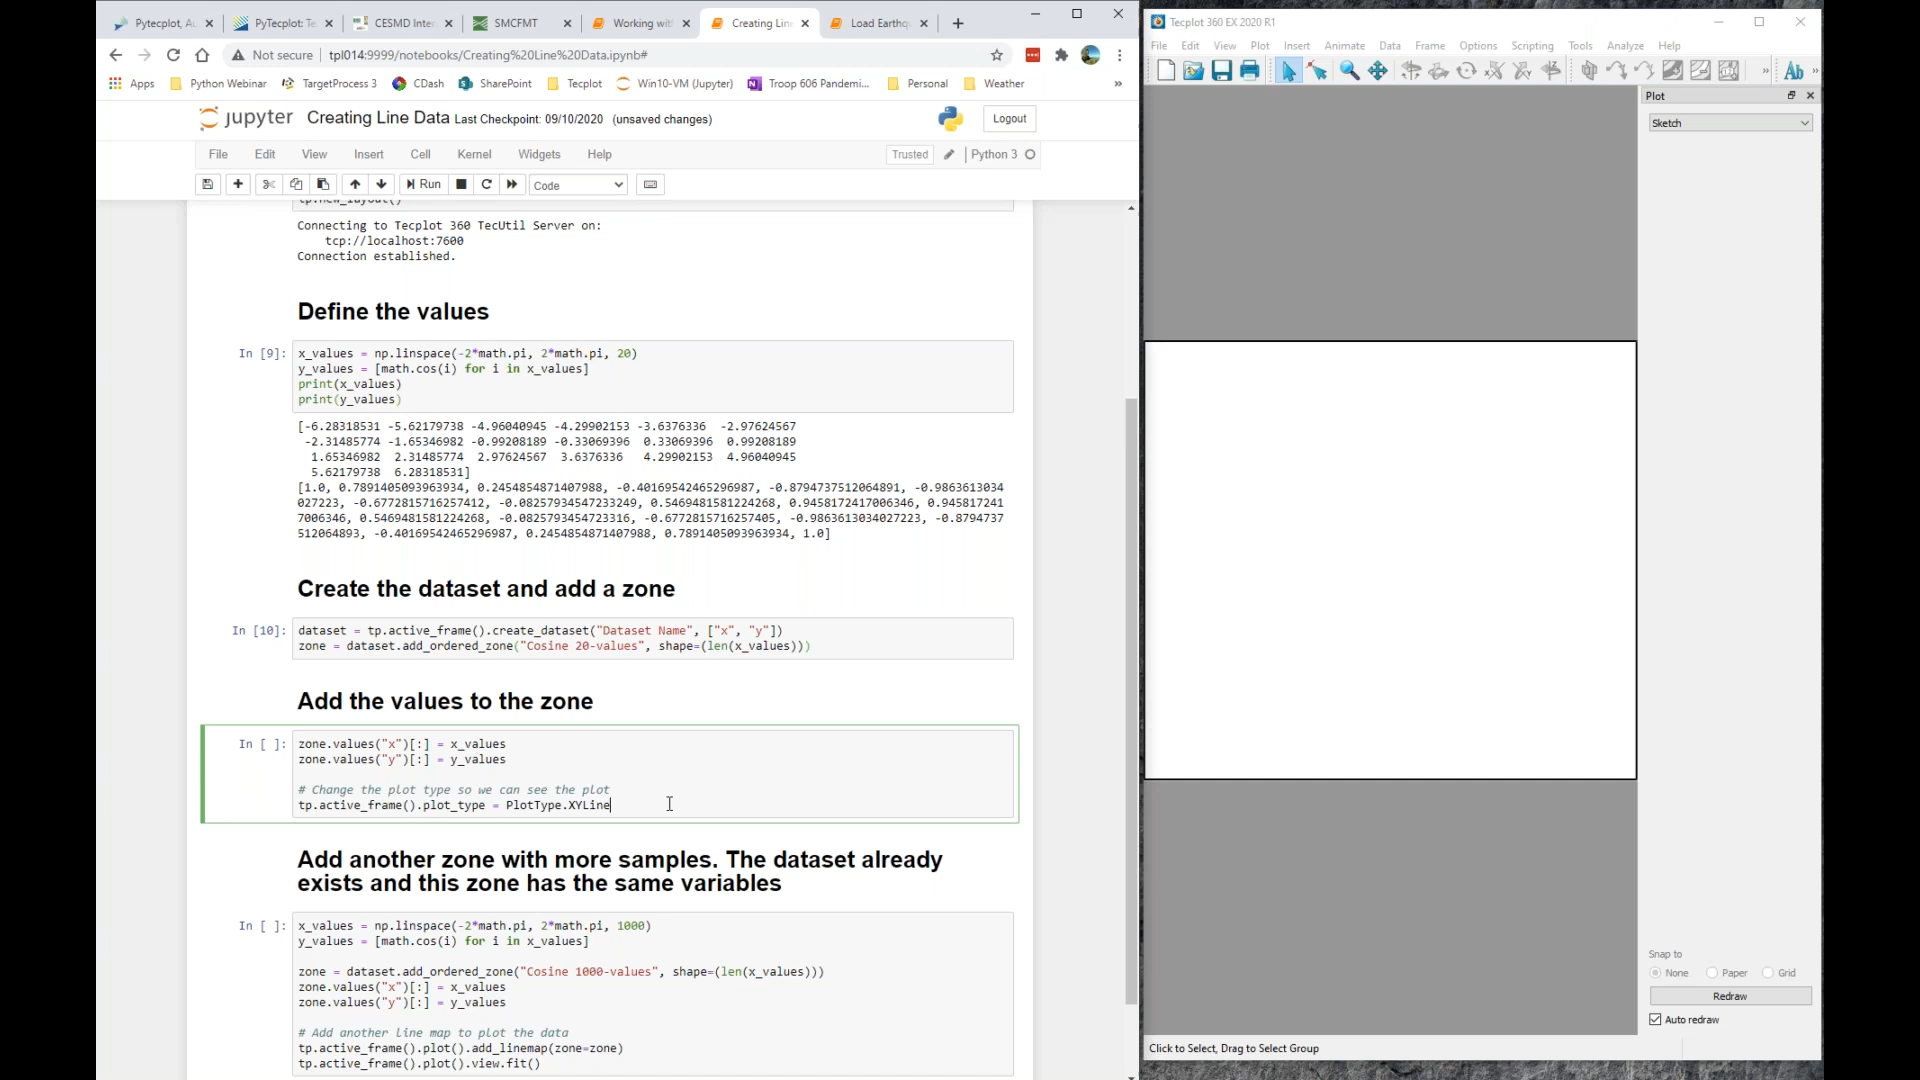 Pytecplot, A
PyTecplot: Te
CESMD Inte
SMCFMT
Working wit
Creating Lin
Load Earthq
Not secure
tpl014:9999/notebooks/Creating%20Line%20Data.ipynb#
Apps
Python Webinar
TargetProcess 3
CDash
SharePoint
Tecplot
Win10-VM (Jupyter)
Troop 606 Pandemi...
Personal
Weather
»
jupyter Creating Line Data Last Checkpoint: 09/10/2020 (unsaved changes)
Logout
File Edit View Insert Cell Kernel Widgets Help
Trusted
Python 3
Run
Code
tp.new_layout()
Connecting to Tecplot 360 TecUtil Server on:
tcp://localhost:7600
Connection established.
Define the values
In [9]:
x_values = np.linspace(-2*math.pi, 2*math.pi, 20)
y_values = [math.cos(i) for i in x_values]
print(x_values)
print(y_values)
[-6.28318531 -5.62179738 -4.96040945 -4.29902153 -3.6376336 -2.97624567
-2.31485774 -1.65346982 -0.99208189 -0.33069396 0.33069396 0.99208189
1.65346982 2.31485774 2.97624567 3.6376336 4.29902153 4.96040945
5.62179738 6.28318531]
[1.0, 0.7891405093963934, 0.2454854871407988, -0.40169542465296987, -0.8794737512064891, -0.9863613034
027223, -0.6772815716257412, -0.08257934547233249, 0.5469481581224268, 0.9458172417006346, 0.945817241
7006346, 0.5469481581224268, -0.0825793454723316, -0.6772815716257405, -0.9863613034027223, -0.8794737
512064893, -0.40169542465296987, 0.2454854871407988, 0.7891405093963934, 1.0]
Create the dataset and add a zone
In [10]:
dataset = tp.active_frame().create_dataset("Dataset Name", ["x", "y"])
zone = dataset.add_ordered_zone("Cosine 20-values", shape=(len(x_values)))
Add the values to the zone
In [ ]:
zone.values("x")[:] = x_values
zone.values("y")[:] = y_values
# Change the plot type so we can see the plot
tp.active_frame().plot_type = PlotType.XYLine
Add another zone with more samples. The dataset already
exists and this zone has the same variables
In [ ]:
x_values = np.linspace(-2*math.pi, 2*math.pi, 1000)
y_values = [math.cos(i) for i in x_values]
zone = dataset.add_ordered_zone("Cosine 1000-values", shape=(len(x_values)))
zone.values("x")[:] = x_values
zone.values("y")[:] = y_values
# Add another line map to plot the data
tp.active_frame().plot().add_linemap(zone=zone)
tp.active_frame().plot().view.fit()
Tecplot 360 EX 2020 R1
File Edit View Plot Insert Animate Data Frame Options Scripting Tools Analyze Help
» Ab »
Plot
Sketch
Snap to
None Paper Grid
Redraw
Auto redraw
Click to Select, Drag to Select Group